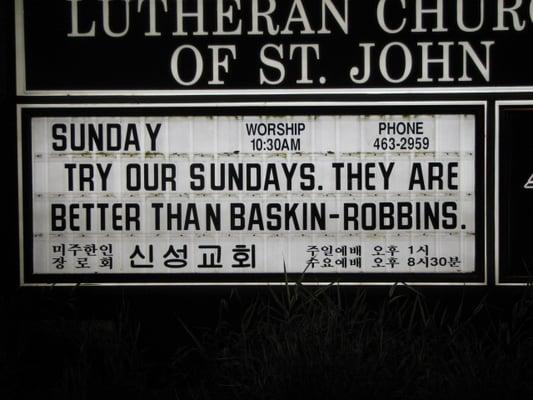 LUTHERAN CHURC
OF ST. JOHN
SUNDAY WORSHIP 10:30AM PHONE 463-2959
TRY OUR SUNDAYS. THEY ARE
BETTER THAN BASKIN-ROBBINS.
미주한인 장로회 신성교회 주일예배 오후 1시
수요예배 오후 8시30분